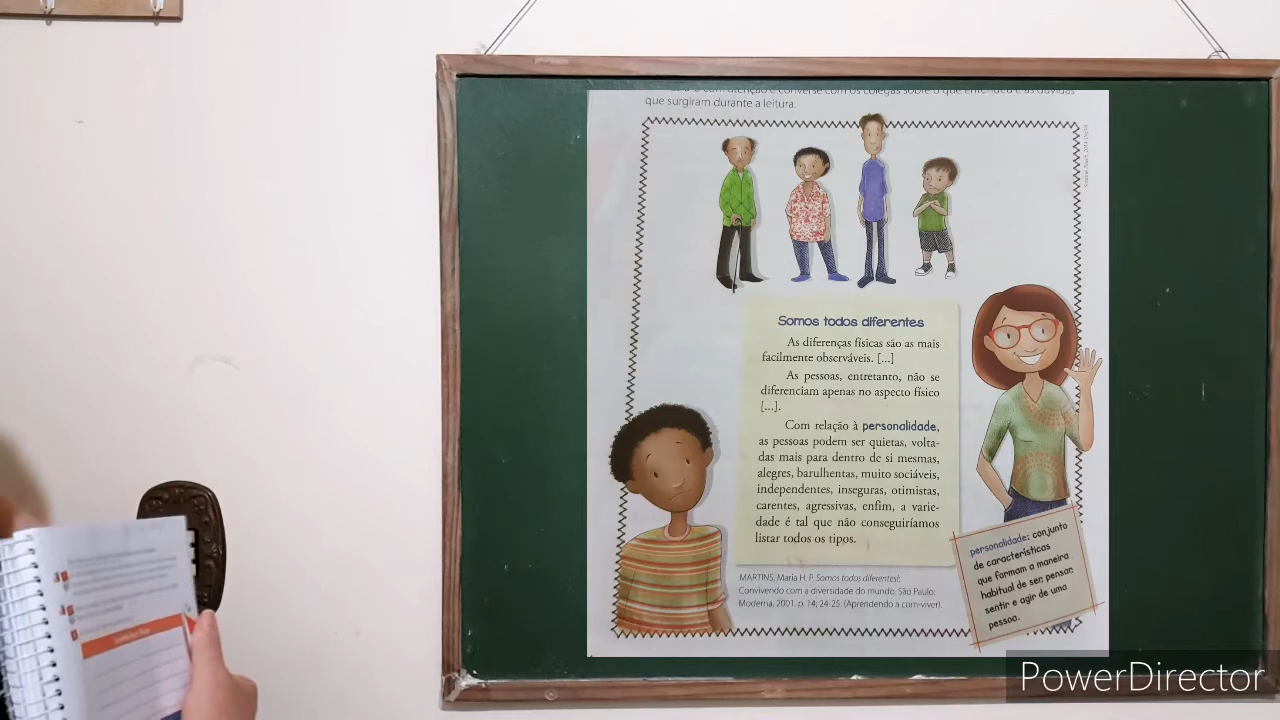 que surgiram durante a leitura.
Somos todos diferentes
As diferenças físicas são as mais
facilmente observáveis. [...]
As pessoas, entretanto, não se
diferenciam apenas no aspecto físico
[...].
Com relação à personalidade,
as pessoas podem ser quietas, volta-
das mais para dentro de si mesmas,
alegres, barulhentas, muito sociáveis,
independentes, inseguras, otimistas,
carentes, agressivas, enfim, a varie-
dade é tal que não conseguiríamos
listar todos os tipos.
MARTINS, Maria H. P. Somos todos diferentes!:
Convivendo com a diversidade do mundo. São Paulo:
Moderna, 2001. p. 14; 24-25. (Aprendendo a com-viver).
personalidade: conjunto
de características
que formam a maneira
habitual de ser, pensar,
sentir e agir de uma
pessoa.
PowerDirector